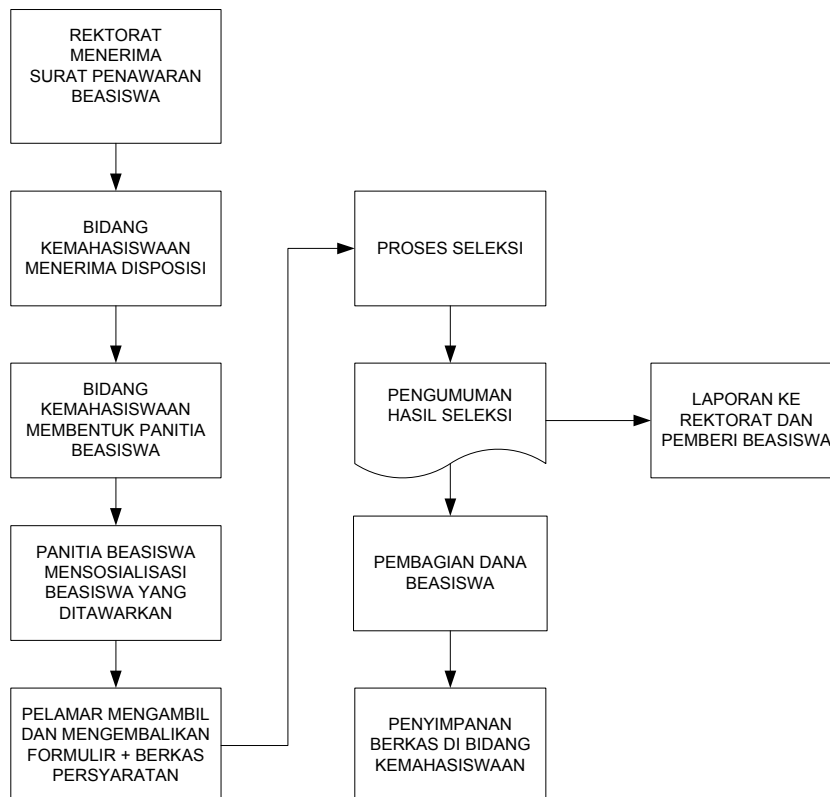 REKTORAT
MENERIMA
SURAT PENAWARAN
BEASISWA
BIDANG
KEMAHASISWAAN
MENERIMA DISPOSISI
BIDANG
KEMAHASISWAAN
MEMBENTUK PANITIA
BEASISWA
PANITIA BEASISWA
MENSOSIALISASI
BEASISWA YANG
DITAWARKAN
PELAMAR MENGAMBIL
DAN MENGEMBALIKAN
FORMULIR + BERKAS
PERSYARATAN
PROSES SELEKSI
PENGUMUMAN
HASIL SELEKSI
LAPORAN KE
REKTORAT DAN
PEMBERI BEASISWA
PEMBAGIAN DANA
BEASISWA
PENYIMPANAN
BERKAS DI BIDANG
KEMAHASISWAAN